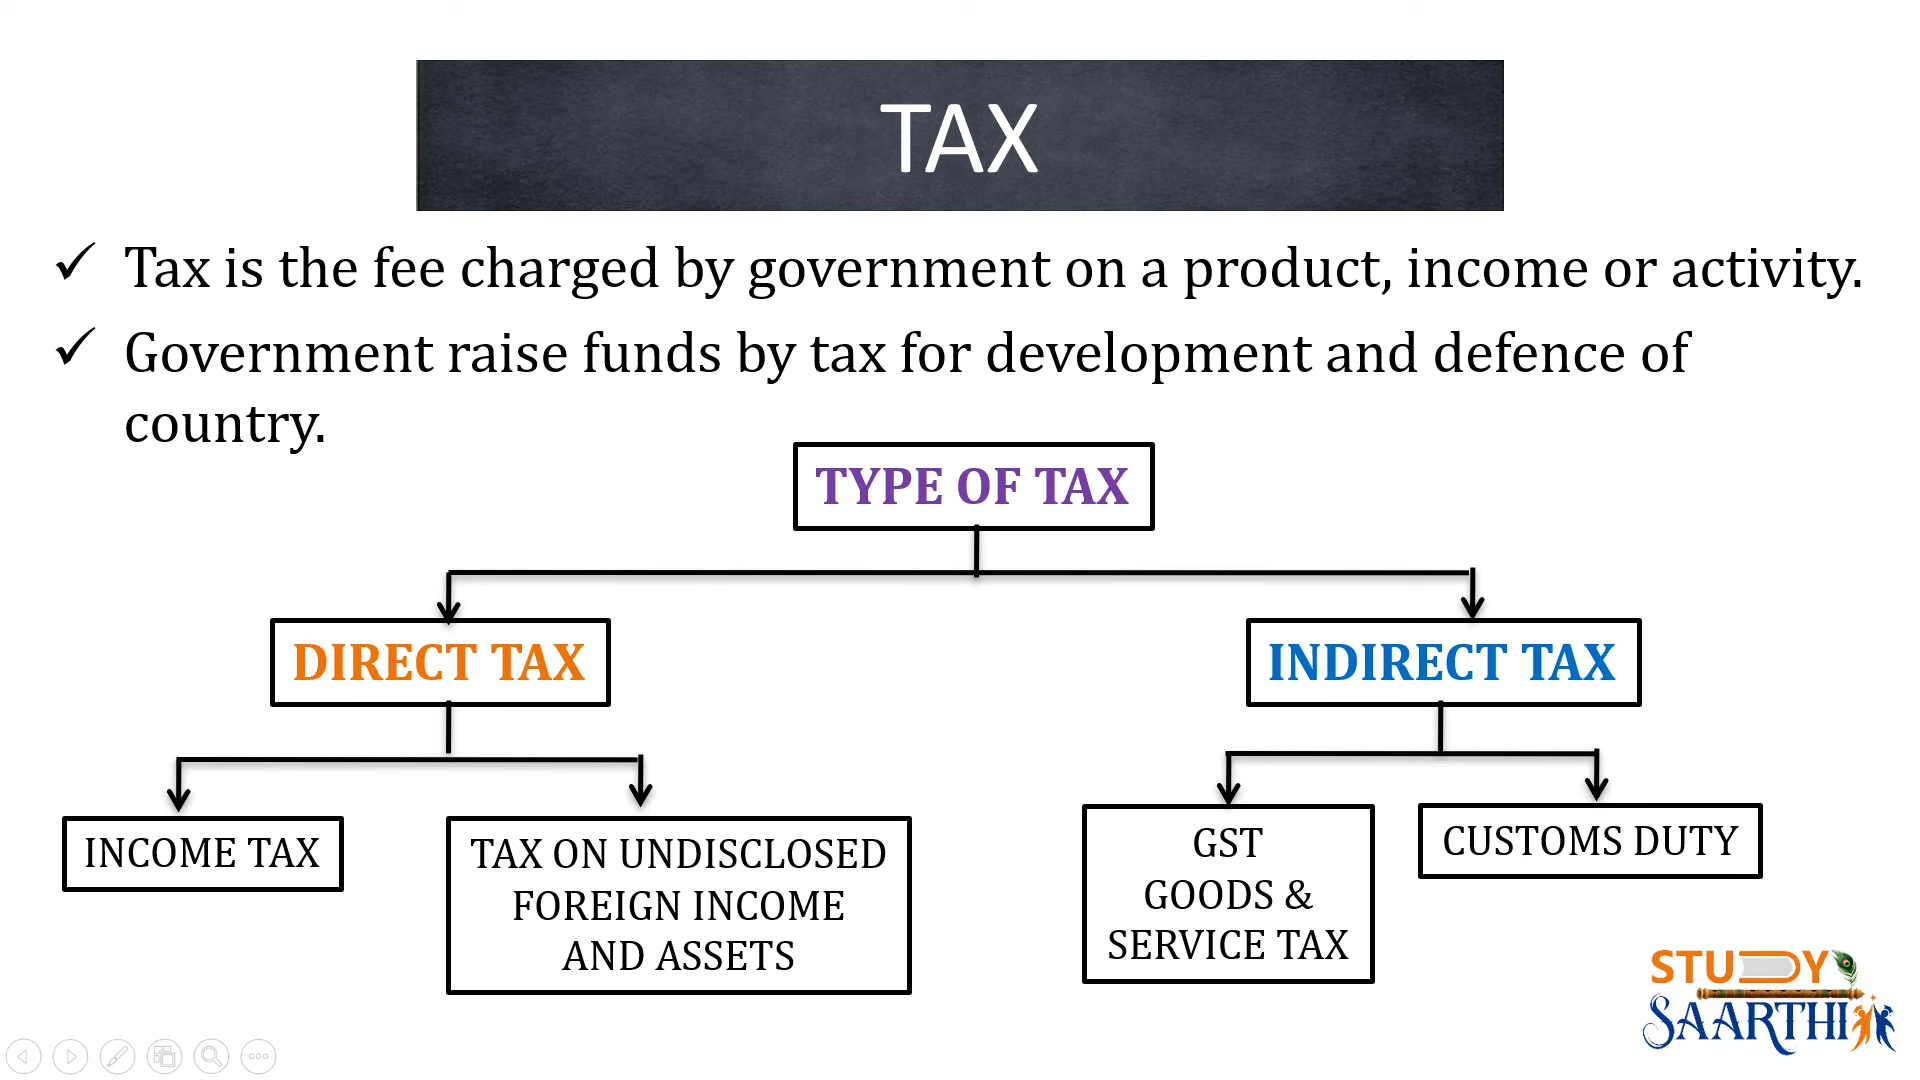 TAX
✓ Tax is the fee charged by government on a product, income or activity.
✓ Government raise funds by tax for development and defence of
country.
TYPE OF TAX
DIRECT TAX
INDIRECT TAX
INCOME TAX
TAX ON UNDISCLOSED
FOREIGN INCOME
AND ASSETS
GST
GOODS &
SERVICE TAX
CUSTOMS DUTY
STUDY
SAARTHI